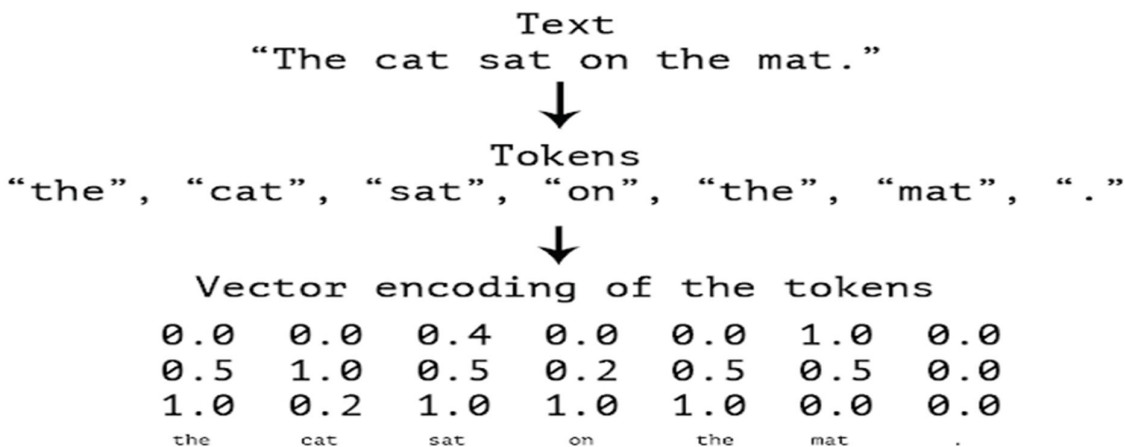 Text
“The cat sat on the mat.”
Tokens
“the”, “cat”, “sat”, “on”, “the”, “mat”, “.”
Vector encoding of the tokens
0.0 0.0 0.4 0.0 0.0 1.0 0.0
0.5 1.0 0.5 0.2 0.5 0.5 0.0
1.0 0.2 1.0 1.0 1.0 0.0 0.0
the cat sat on the mat .